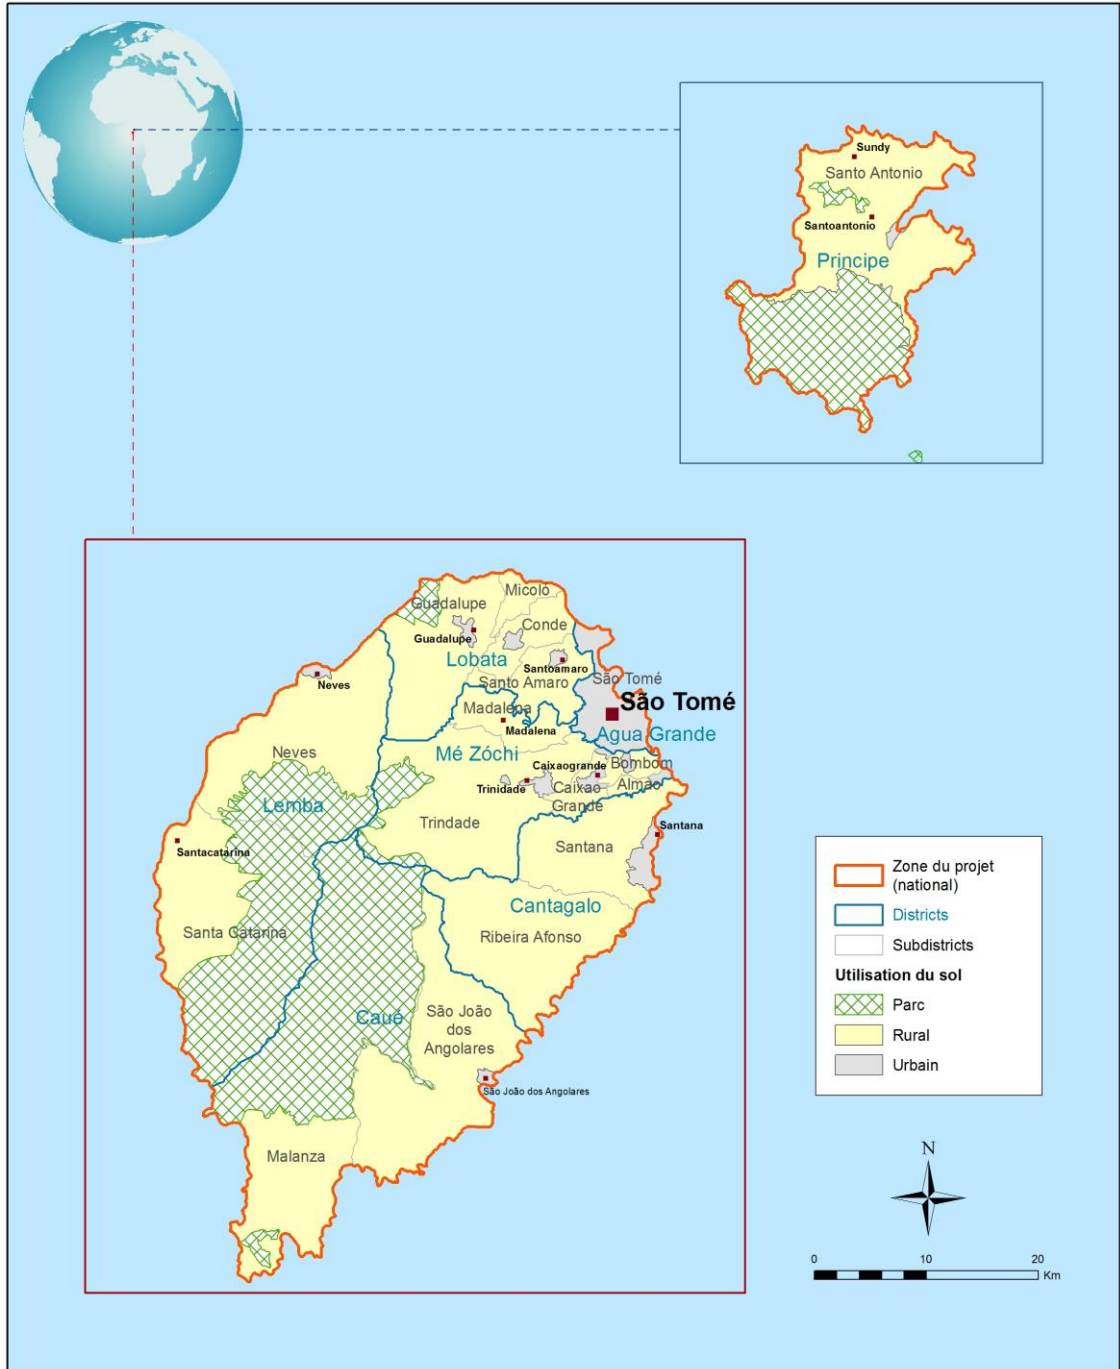 Sundy
Santo Antonio
Santoantonio
Principe
Micoló
Guadalupe
Conde
Guadalupe
Lobata
Santoamaro
Santo Amaro
São Tomé
Neves
Madalena
São Tomé
Madalena
Agua Grande
Mé Zóchi
Neves
Caixaogrande
Bombom
Trinidade
Caixao
Grande
Almao
Lemba
Trindade
Santana
Santacatarina
Santana
Cantagalo
Santa Catarina
Ribeira Afonso
Caué
São João
dos
Angolares
São João dos Angolares
Malanza
Zone du projet
(national)
Districts
Subdistricts
Utilisation du sol
Parc
Rural
Urbain
N
0 10 20
Km